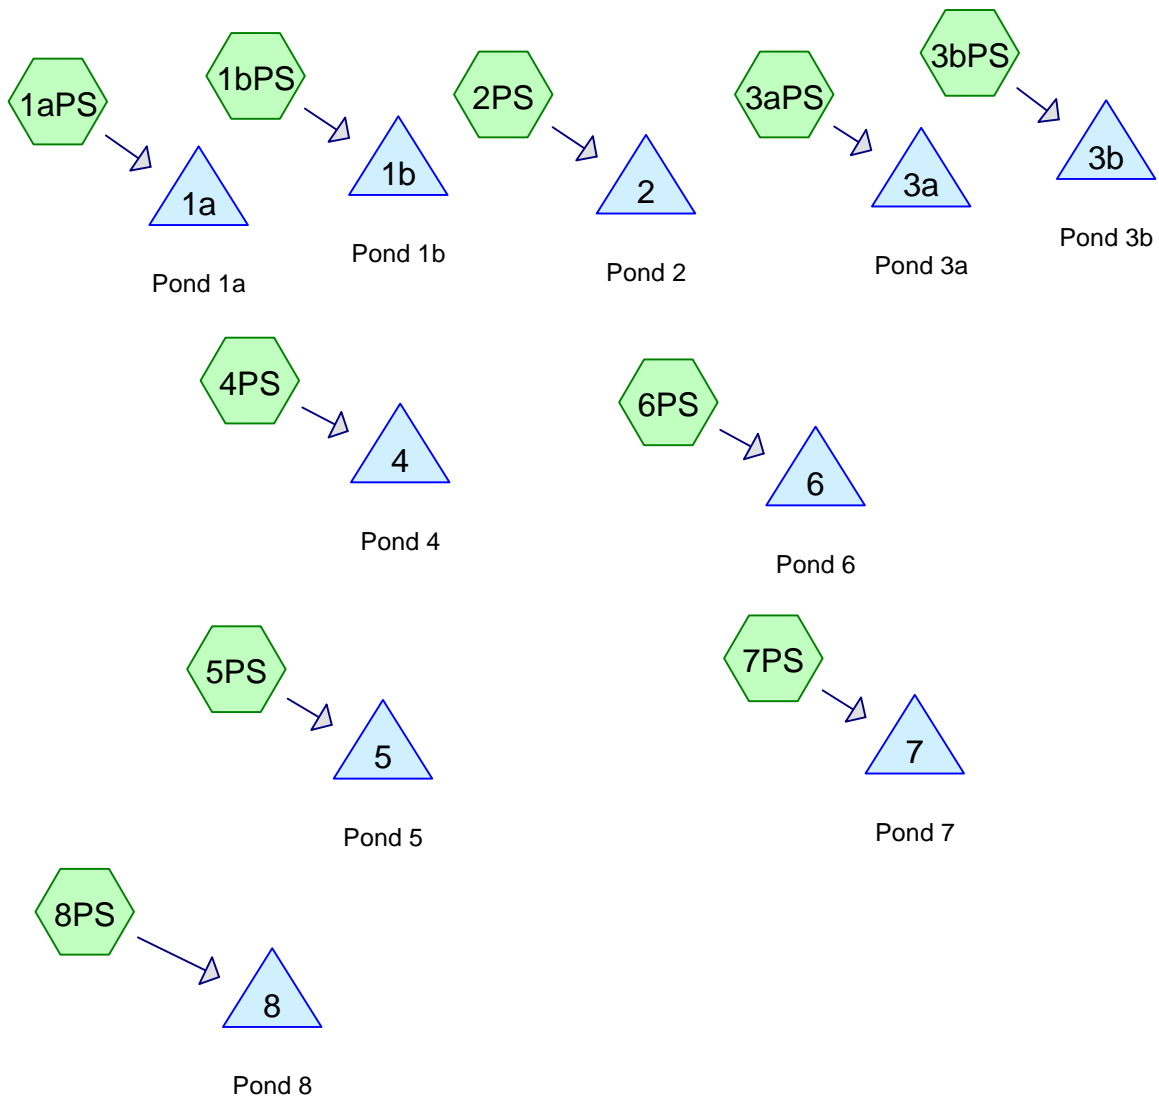 1aPS
1bPS
2PS
3aPS
3bPS
1a
1b
2
3a
3b
Pond 1a
Pond 1b
Pond 2
Pond 3a
Pond 3b
4PS
6PS
4
6
Pond 4
Pond 6
5PS
7PS
5
7
Pond 5
Pond 7
8PS
8
Pond 8